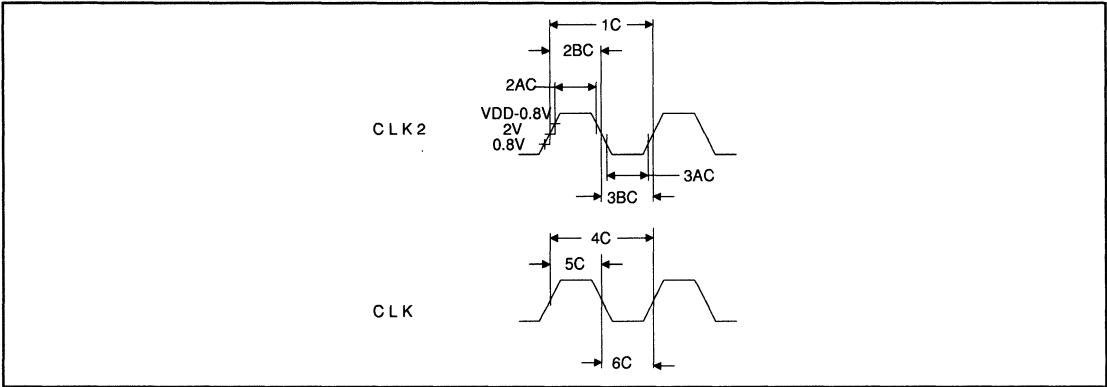 1C
2BC
2AC
VDD-0.8V
CLK2
2V
0.8V
3AC
3BC
4C
5C
CLK
6C